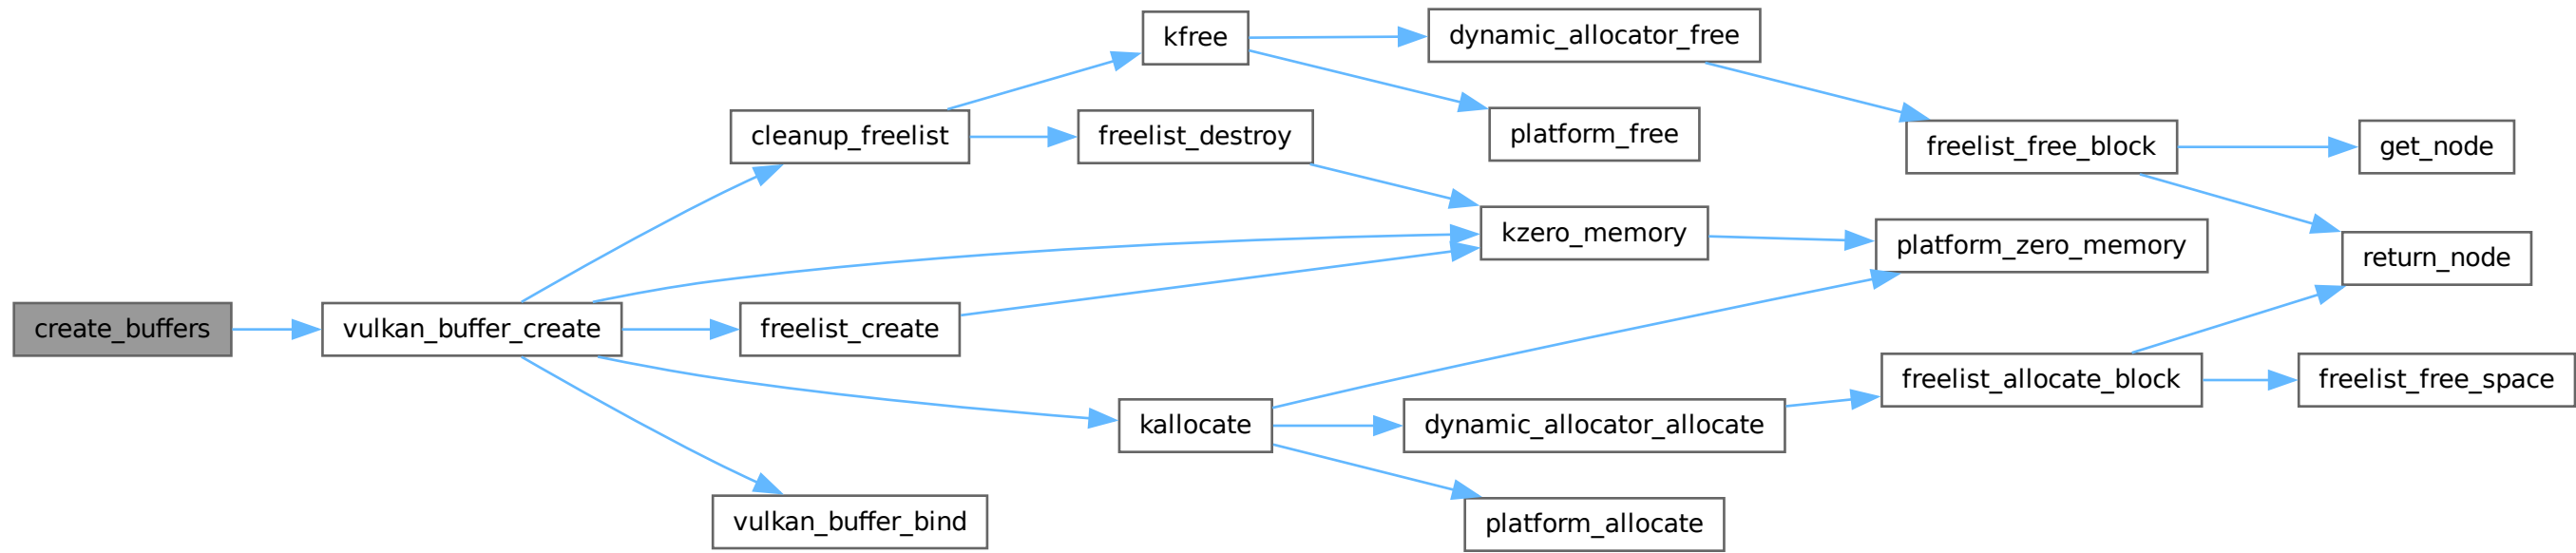 create_buffers
vulkan_buffer_create
cleanup_freelist
kfree
dynamic_allocator_free
platform_free
freelist_free_block
get_node
return_node
freelist_destroy
kzero_memory
platform_zero_memory
freelist_create
kallocate
dynamic_allocator_allocate
freelist_allocate_block
freelist_free_space
platform_allocate
vulkan_buffer_bind